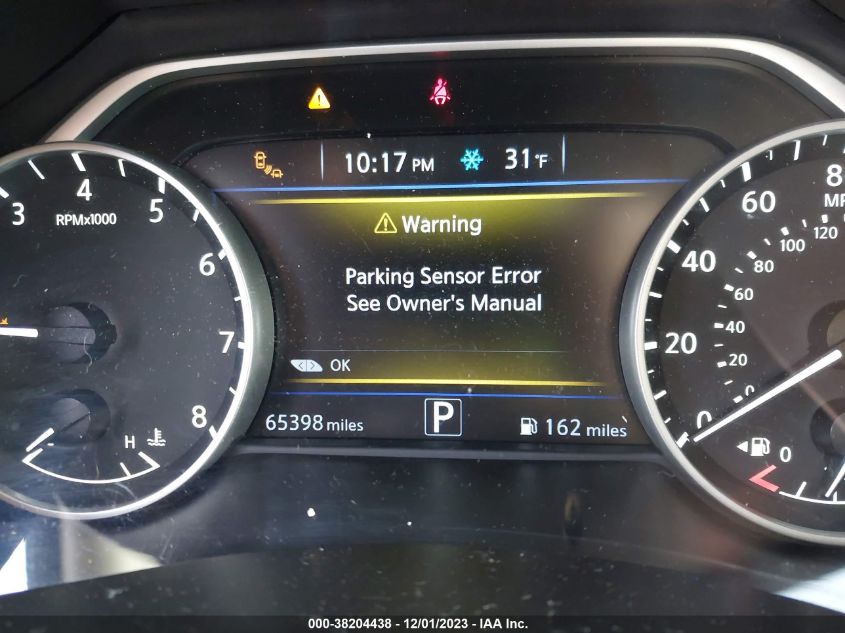 10:17 PM 31°F
Warning
Parking Sensor Error
See Owner's Manual
OK
65398 miles P 162 miles
3 4 5 6 7 8
RPMx1000
H
0 20 40 60 80
MP
0 20 40 60 80 100 120
0
000-38204438 - 12/01/2023 - IAA Inc.